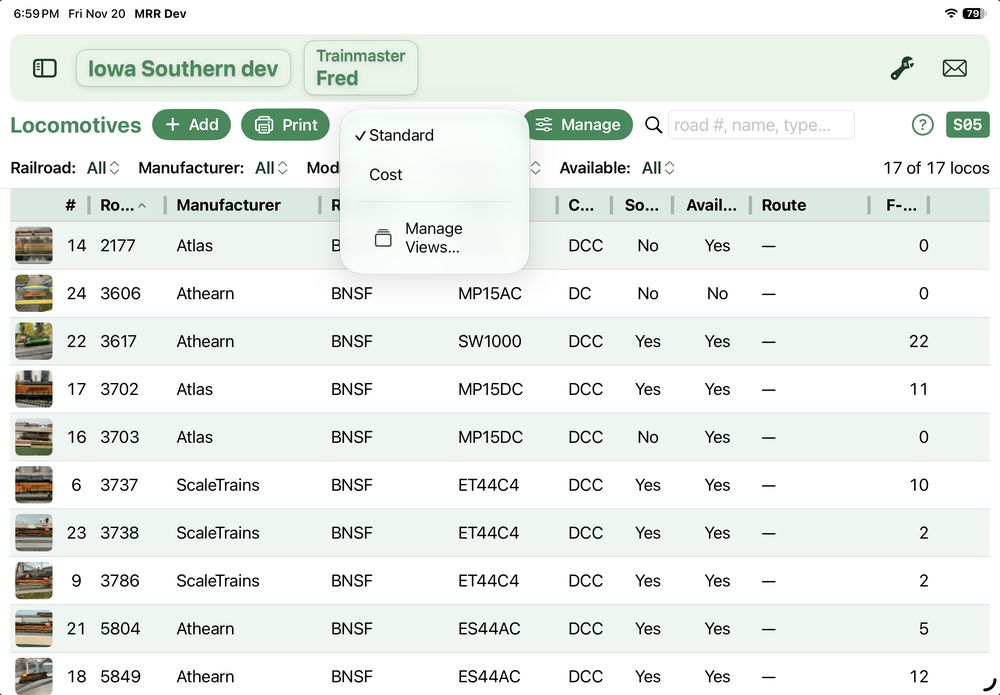 6:59 PM Fri Nov 20 MRR Dev 79
Iowa Southern dev
Trainmaster
Fred
Locomotives + Add Print Manage road #, name, type... ? S05
✓ Standard
Cost
Manage
Views...
Railroad: All Manufacturer: All Mod Available: All 17 of 17 locos
# Ro... Manufacturer R C... So... Avail... Route F-...
14 2177 Atlas B DCC No Yes — 0
24 3606 Athearn BNSF MP15AC DC No No — 0
22 3617 Athearn BNSF SW1000 DCC Yes Yes — 22
17 3702 Atlas BNSF MP15DC DCC Yes Yes — 11
16 3703 Atlas BNSF MP15DC DCC No Yes — 0
6 3737 ScaleTrains BNSF ET44C4 DCC Yes Yes — 10
23 3738 ScaleTrains BNSF ET44C4 DCC Yes Yes — 2
9 3786 ScaleTrains BNSF ET44C4 DCC Yes Yes — 2
21 5804 Athearn BNSF ES44AC DCC Yes Yes — 5
18 5849 Athearn BNSF ES44AC DCC Yes Yes — 12